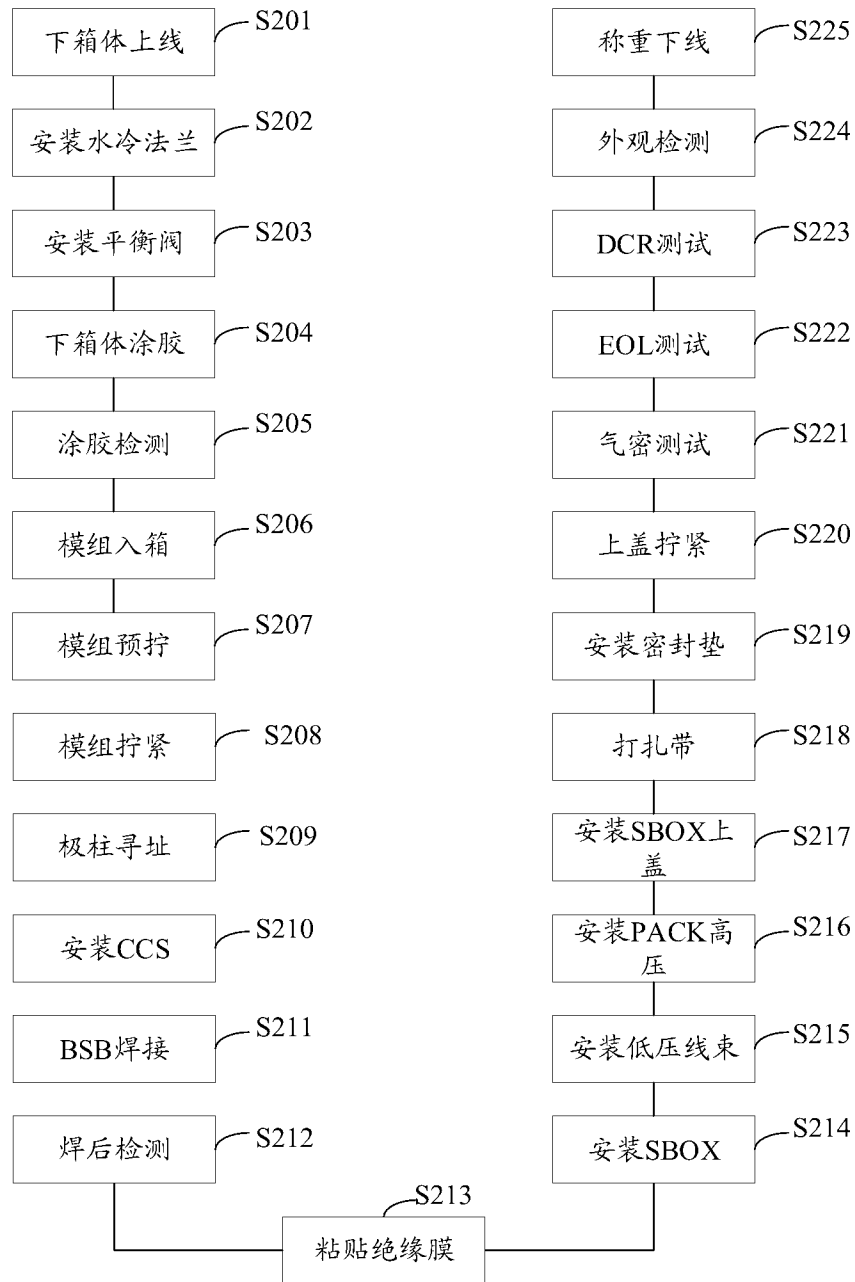 下箱体上线
S201
安装水冷法兰
S202
安装平衡阀
S203
下箱体涂胶
S204
涂胶检测
S205
模组入箱
S206
模组预拧
S207
模组拧紧
S208
极柱寻址
S209
安装CCS
S210
BSB焊接
S211
焊后检测
S212
S213
粘贴绝缘膜
安装SBOX
S214
安装低压线束
S215
安装PACK高
压
S216
安装SBOX上
盖
S217
打扎带
S218
安装密封垫
S219
上盖拧紧
S220
气密测试
S221
EOL测试
S222
DCR测试
S223
外观检测
S224
称重下线
S225